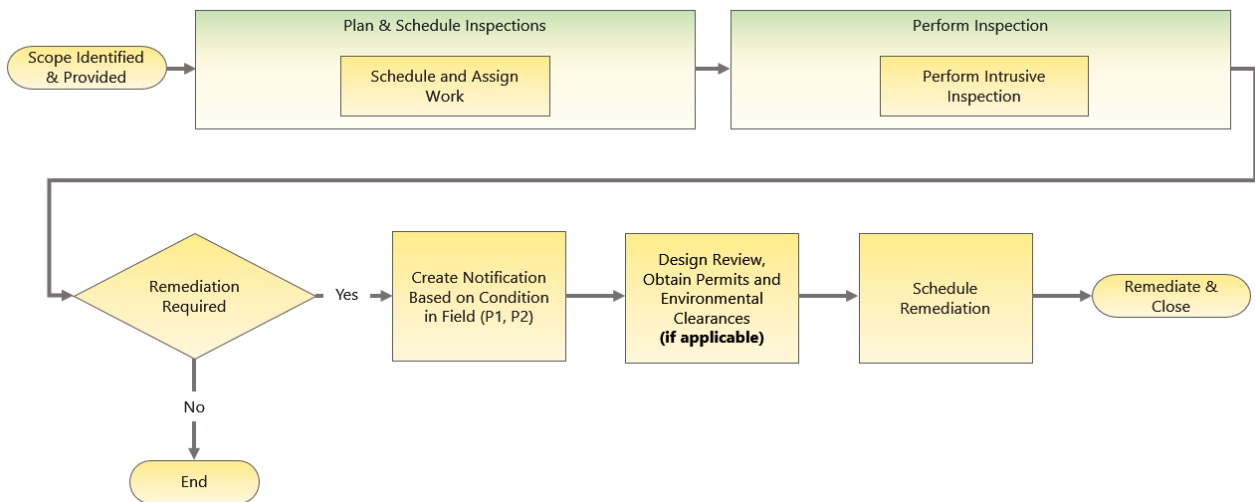 Plan & Schedule Inspections
Perform Inspection
Scope Identified
& Provided
Schedule and Assign
Work
Perform Intrusive
Inspection
Remediation
Required
Yes
Create Notification
Based on Condition
in Field (P1, P2)
Design Review,
Obtain Permits and
Environmental
Clearances
(if applicable)
Schedule
Remediation
Remediate &
Close
No
End